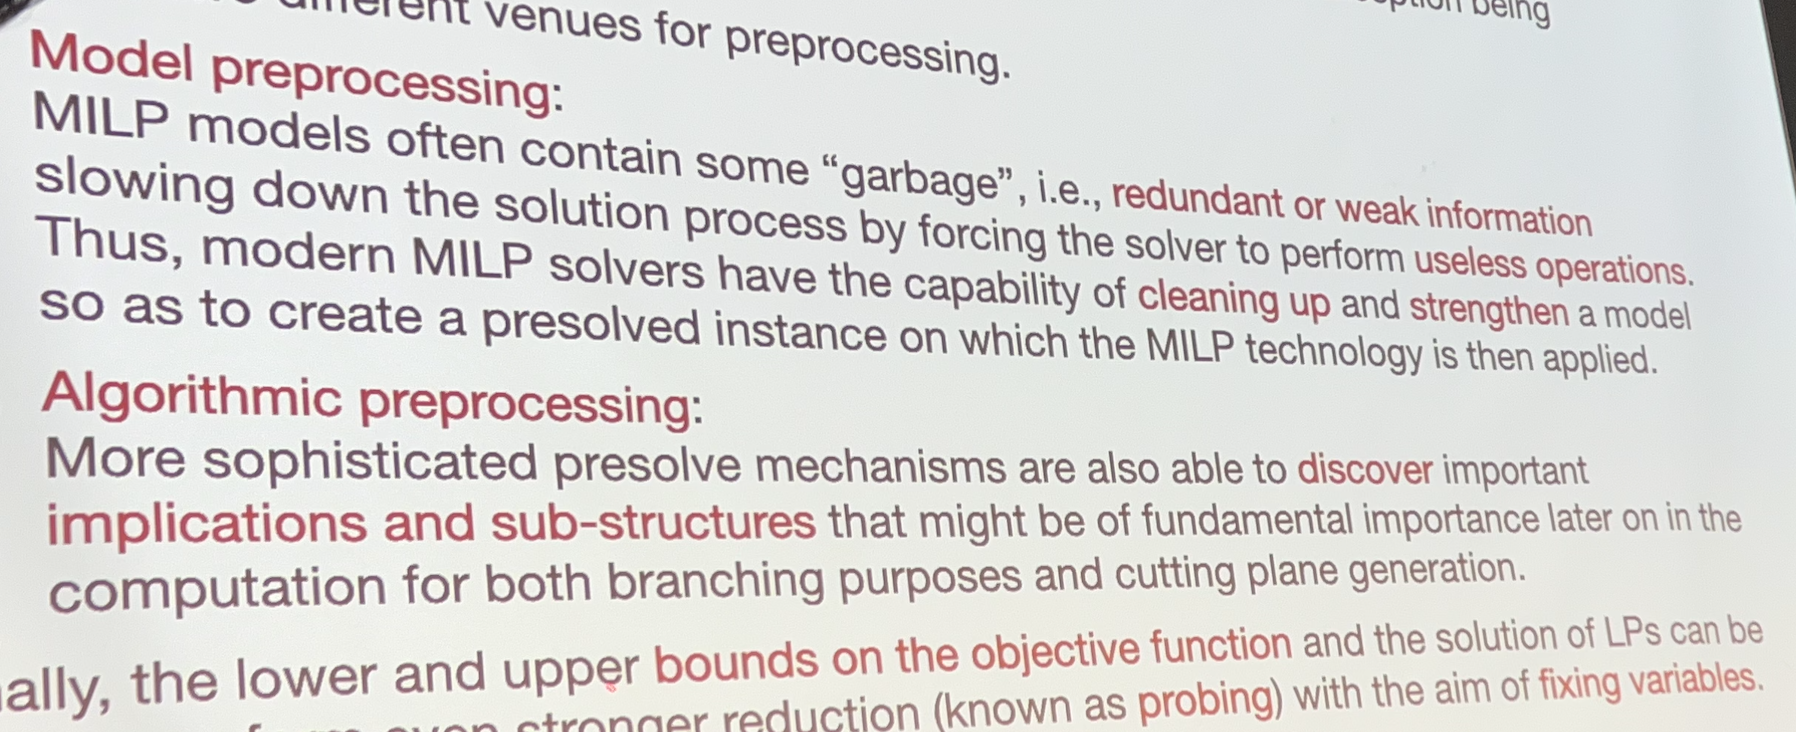 venues for preprocessing.
being
Model preprocessing:
MILP models often contain some “garbage”, i.e., redundant or weak information
slowing down the solution process by forcing the solver to perform useless operations.
Thus, modern MILP solvers have the capability of cleaning up and strengthen a model
so as to create a presolved instance on which the MILP technology is then applied.
Algorithmic preprocessing:
More sophisticated presolve mechanisms are also able to discover important
implications and sub-structures that might be of fundamental importance later on in the
computation for both branching purposes and cutting plane generation.
ally, the lower and upper bounds on the objective function and the solution of LPs can be
even stronger reduction (known as probing) with the aim of fixing variables.